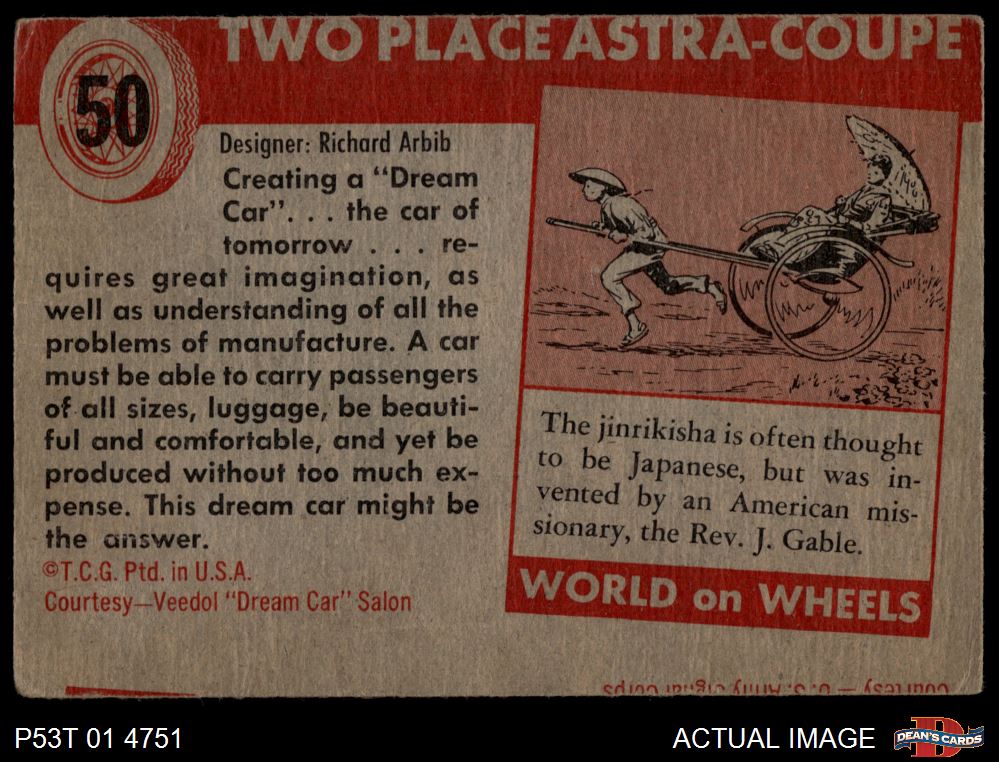 TWO PLACE ASTRA-COUPE
50
Designer: Richard Arbib
Creating a “Dream
Car”. . . the car of
tomorrow . . . re-
quires great imagination, as
well as understanding of all the
problems of manufacture. A car
must be able to carry passengers
of all sizes, luggage, be beauti-
ful and comfortable, and yet be
produced without too much ex-
pense. This dream car might be
the answer.
©T.C.G. Ptd. in U.S.A.
Courtesy—Veedol “Dream Car” Salon
The jinrikisha is often thought
to be Japanese, but was in-
vented by an American mis-
sionary, the Rev. J. Gable.
WORLD on WHEELS
Courtesy — U. S. Army Signal Corps
P53T 01 4751
ACTUAL IMAGE
DEAN'S CARDS